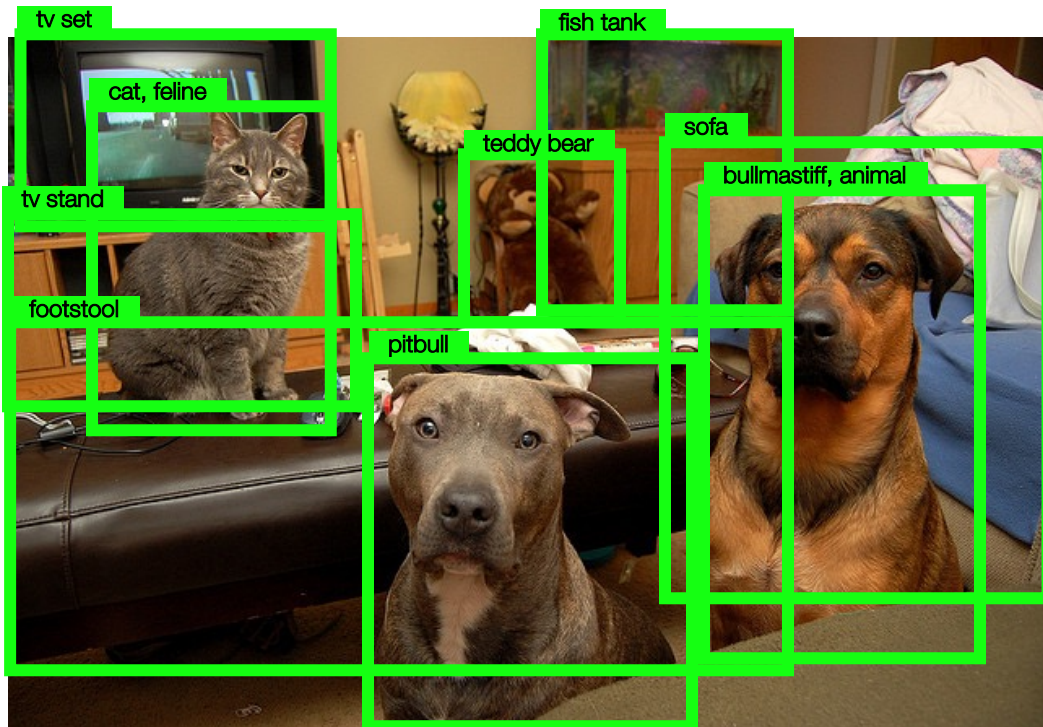 tv set
fish tank
cat, feline
sofa
teddy bear
bullmastiff, animal
tv stand
footstool
pitbull